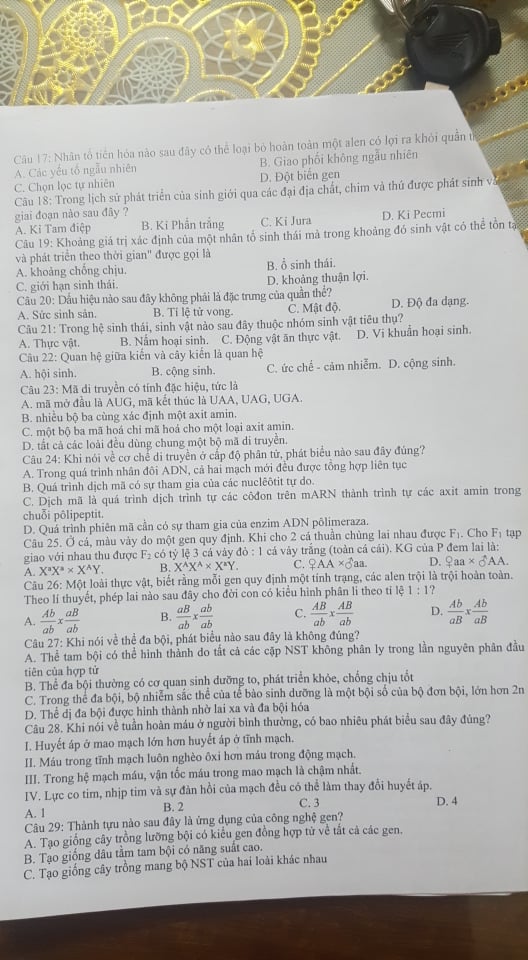 Câu 17: Nhân tố tiến hóa nào sau đây có thể loại bỏ hoàn toàn một alen có lợi ra khỏi quần
A. Các yếu tố ngẫu nhiên B. Giao phối không ngẫu nhiên
C. Chọn lọc tự nhiên D. Đột biến gen
Câu 18: Trong lịch sử phát triển của sinh giới qua các đại địa chất, chim và thú được phát sinh
giai đoạn nào sau đây ?
A. Kỉ Tam điệp B. Kỉ Phấn trắng C. Kỉ Jura D. Kỉ Pecmi
Câu 19: Khoảng giá trị xác định của một nhân tố sinh thái mà trong khoảng đó sinh vật có thể tồn
và phát triển theo thời gian" được gọi là
A. khoảng chống chịu. B. ổ sinh thái.
C. giới hạn sinh thái. D. khoảng thuận lợi.
Câu 20: Dấu hiệu nào sau đây không phải là đặc trưng của quần thể?
A. Sức sinh sản. B. Tỉ lệ tử vong. C. Mật độ. D. Độ đa dạng.
Câu 21: Trong hệ sinh thái, sinh vật nào sau đây thuộc nhóm sinh vật tiêu thụ?
A. Thực vật. B. Nấm hoại sinh. C. Động vật ăn thực vật. D. Vi khuẩn hoại sinh.
Câu 22: Quan hệ giữa kiến và cây kiến là quan hệ
A. hội sinh. B. cộng sinh. C. ức chế - cảm nhiễm. D. cộng sinh.
Câu 23: Mã di truyền có tính đặc hiệu, tức là
A. mã mở đầu là AUG, mã kết thúc là UAA, UAG, UGA.
B. nhiều bộ ba cùng xác định một axit amin.
C. một bộ ba mã hoá chỉ mã hoá cho một loại axit amin.
D. tất cả các loài đều dùng chung một bộ mã di truyền.
Câu 24: Khi nói về cơ chế di truyền ở cấp độ phân tử, phát biểu nào sau đây đúng?
A. Trong quá trình nhân đôi ADN, cả hai mạch mới đều được tổng hợp liên tục
B. Quá trình dịch mã có sự tham gia của các nuclêôtit tự do.
C. Dịch mã là quá trình dịch trình tự các côđon trên mARN thành trình tự các axit amin trong
chuỗi pôlipeptit.
D. Quá trình phiên mã cần có sự tham gia của enzim ADN pôlimeraza.
Câu 25. Ở cá, màu vảy do một gen quy định. Khi cho 2 cá thuần chủng lai nhau được F₁. Cho F₁ tạp
giao với nhau thu được F₂ có tỷ lệ 3 cá vảy đỏ : 1 cá vảy trắng (toàn cá cái). KG của P đem lai là:
A. XᵃXᵃ × XᴬY. B. XᴬXᴬ × XᵃY. C. ♀AA ×♂aa. D. ♀aa × ♂AA.
Câu 26: Một loài thực vật, biết rằng mỗi gen quy định một tính trạng, các alen trội là trội hoàn toàn.
Theo lí thuyết, phép lai nào sau đây cho đời con có kiểu hình phân li theo tỉ lệ 1 : 1?
A. Ab/ab x aB/ab B. aB/ab x ab/ab C. AB/ab x AB/ab D. Ab/aB x Ab/aB
Câu 27: Khi nói về thể đa bội, phát biểu nào sau đây là không đúng?
A. Thể tam bội có thể hình thành do tất cả các cặp NST không phân ly trong lần nguyên phân đầu
tiên của hợp tử
B. Thể đa bội thường có cơ quan sinh dưỡng to, phát triển khỏe, chống chịu tốt
C. Trong thể đa bội, bộ nhiễm sắc thể của tế bào sinh dưỡng là một bội số của bộ đơn bội, lớn hơn 2n
D. Thể dị đa bội được hình thành nhờ lai xa và đa bội hóa
Câu 28. Khi nói về tuần hoàn máu ở người bình thường, có bao nhiêu phát biểu sau đây đúng?
I. Huyết áp ở mao mạch lớn hơn huyết áp ở tĩnh mạch.
II. Máu trong tĩnh mạch luôn nghèo ôxi hơn máu trong động mạch.
III. Trong hệ mạch máu, vận tốc máu trong mao mạch là chậm nhất.
IV. Lực co tim, nhịp tim và sự đàn hồi của mạch đều có thể làm thay đổi huyết áp.
A. 1 B. 2 C. 3 D. 4
Câu 29: Thành tựu nào sau đây là ứng dụng của công nghệ gen?
A. Tạo giống cây trồng lưỡng bội có kiểu gen đồng hợp tử về tất cả các gen.
B. Tạo giống dâu tằm tam bội có năng suất cao.
C. Tạo giống cây trồng mang bộ NST của hai loài khác nhau